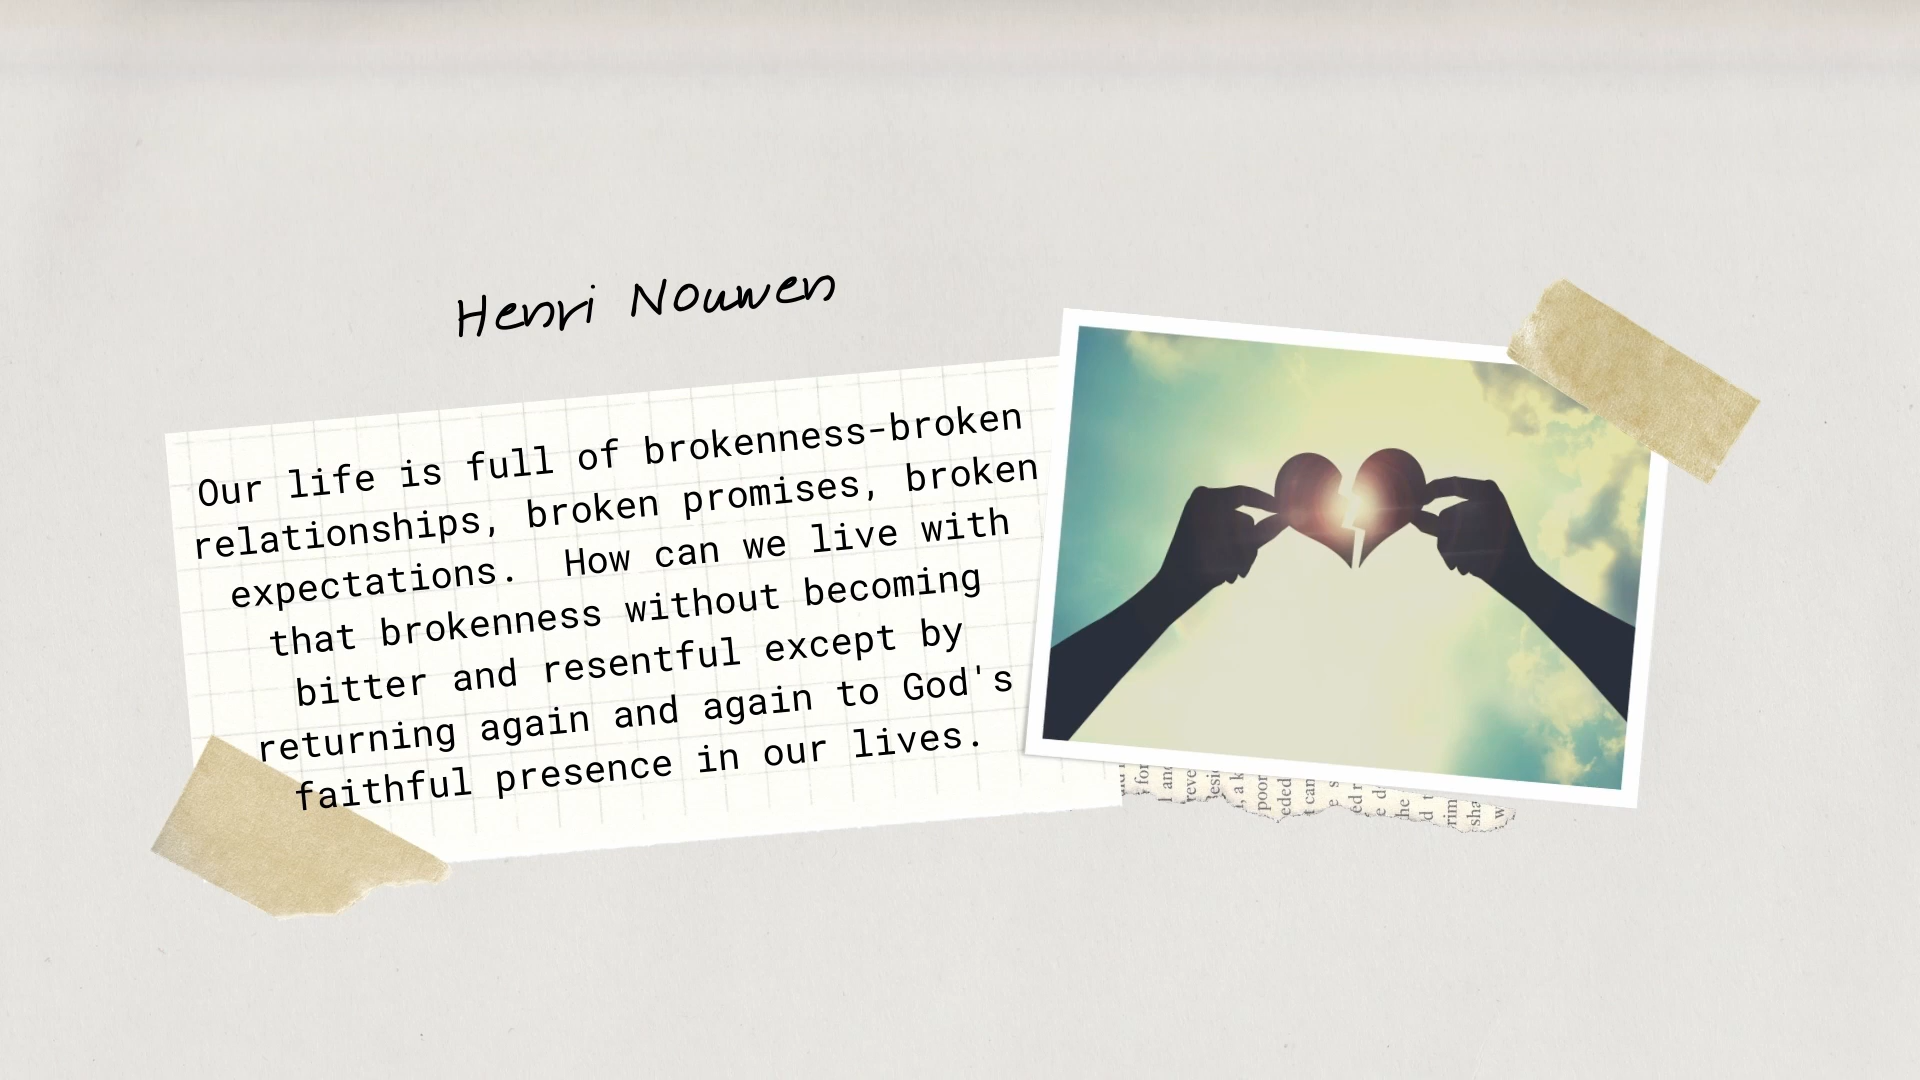 Henri Nouwen
Our life is full of brokenness-broken
relationships, broken promises, broken
expectations.  How can we live with
that brokenness without becoming
bitter and resentful except by
returning again and again to God's
faithful presence in our lives.